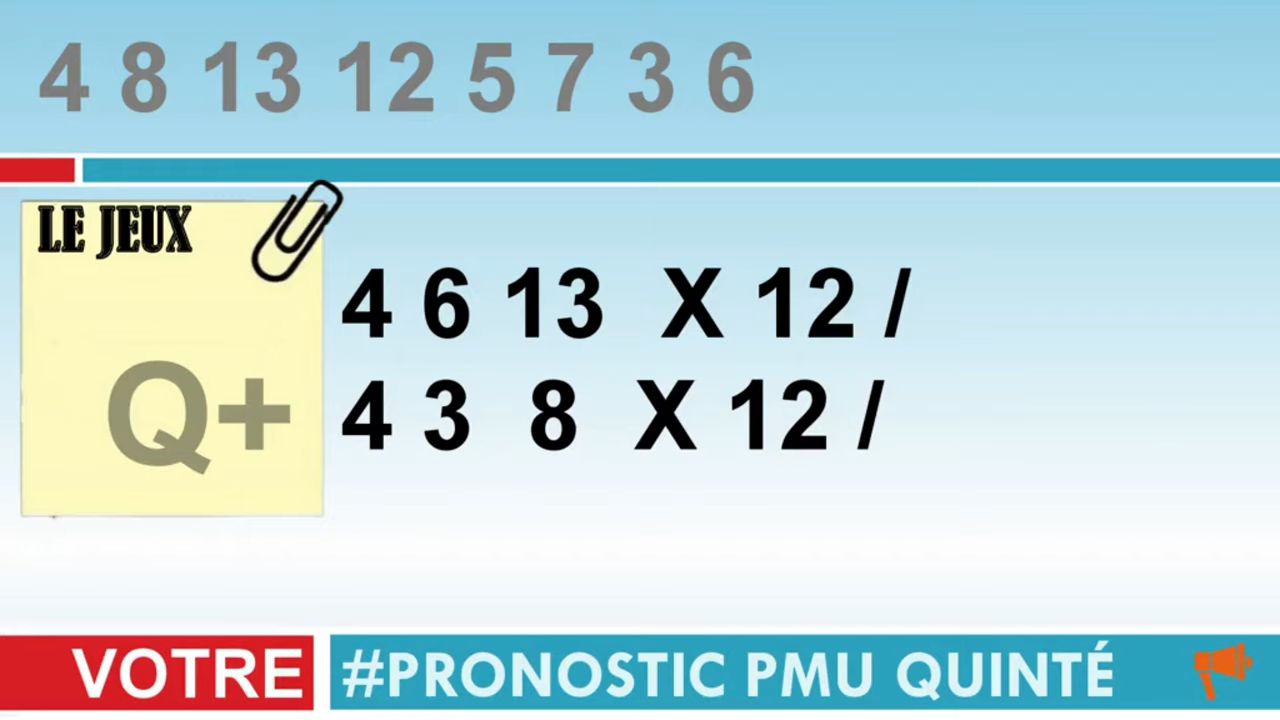 4 8 13 12 5 7 3 6
LE JEUX
Q+
4 6 13 X 12 /
4 3 8 X 12 /
VOTRE #PRONOSTIC PMU QUINTÉ